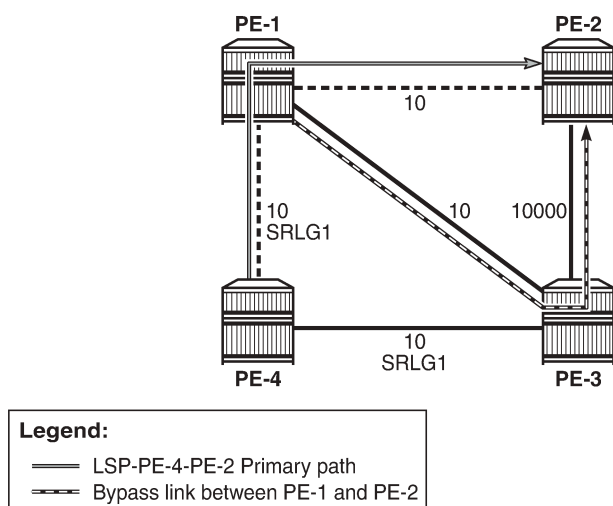 PE-1
PE-2
10
10
SRLG1
10
10000
10
SRLG1
PE-4
PE-3
Legend:
LSP-PE-4-PE-2 Primary path
Bypass link between PE-1 and PE-2